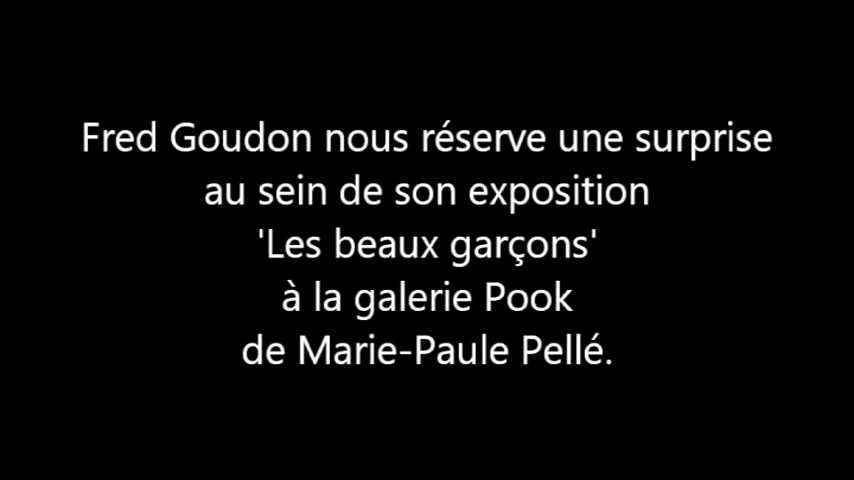 Fred Goudon nous réserve une surprise
au sein de son exposition
'Les beaux garçons'
à la galerie Pook
de Marie-Paule Pellé.